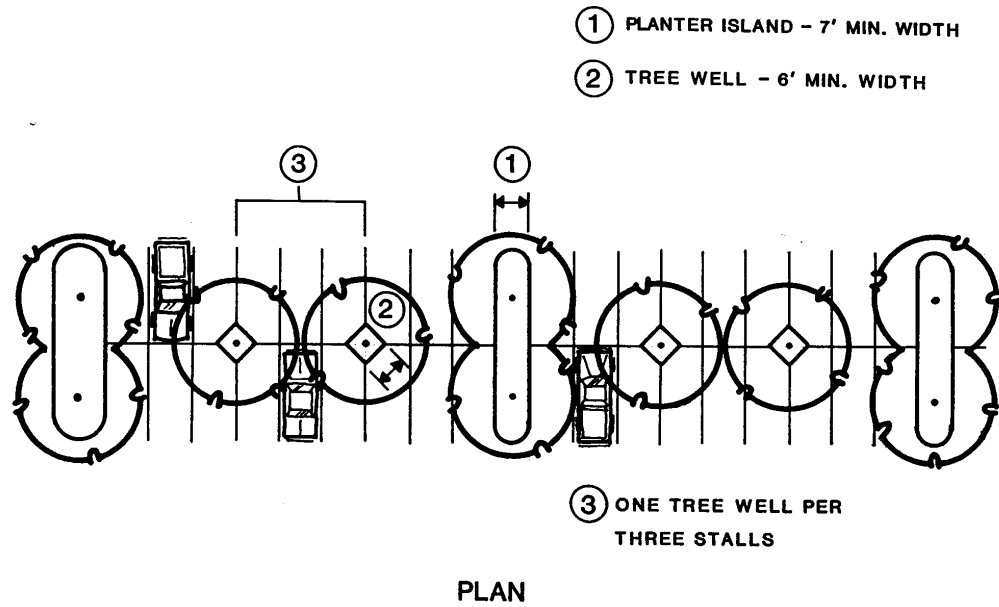 ① PLANTER ISLAND – 7' MIN. WIDTH
② TREE WELL – 6' MIN. WIDTH
③ ①
②
③ ONE TREE WELL PER
THREE STALLS
PLAN